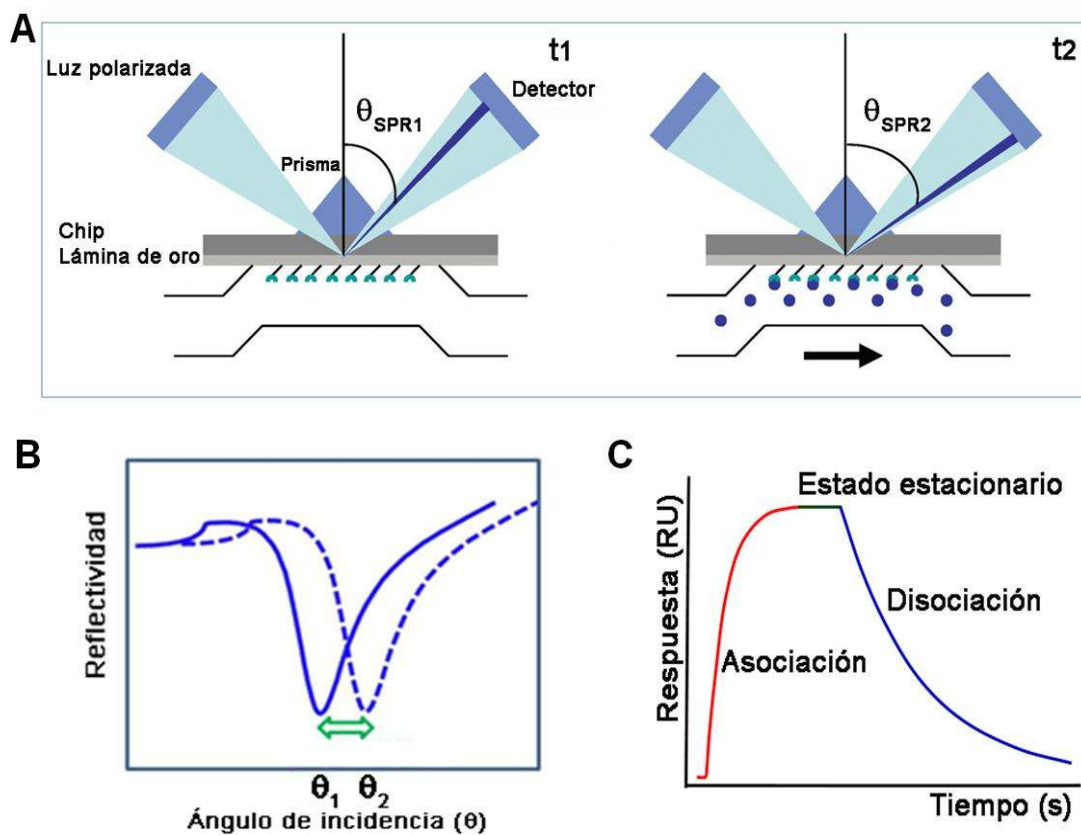 A
t1
t2
Luz polarizada
Detector
θSPR1
θSPR2
Prisma
Chip
Lámina de oro
B
Reflectividad
θ1 θ2
Ángulo de incidencia (θ)
C
Respuesta (RU)
Estado estacionario
Disociación
Asociación
Tiempo (s)